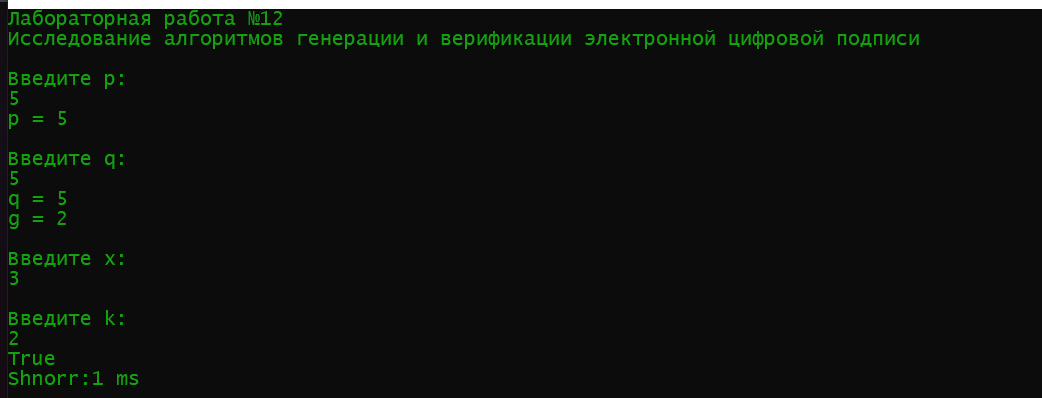 Лабораторная работа №12
Исследование алгоритмов генерации и верификации электронной цифровой подписи
Введите p:
5
p = 5
Введите q:
5
q = 5
g = 2
Введите x:
3
Введите k:
2
True
Shnorr:1 ms